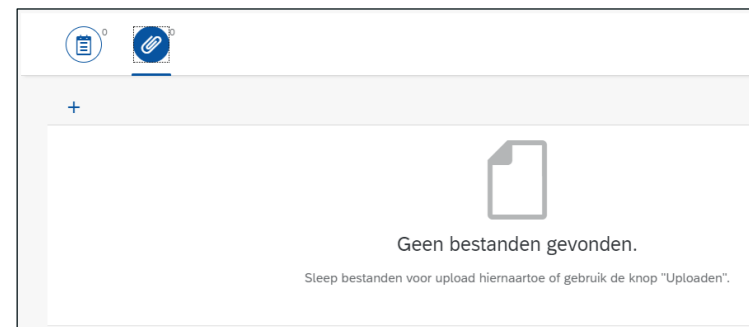 0 0
+
Geen bestanden gevonden.
Sleep bestanden voor upload hiernaartoe of gebruik de knop "Uploaden".